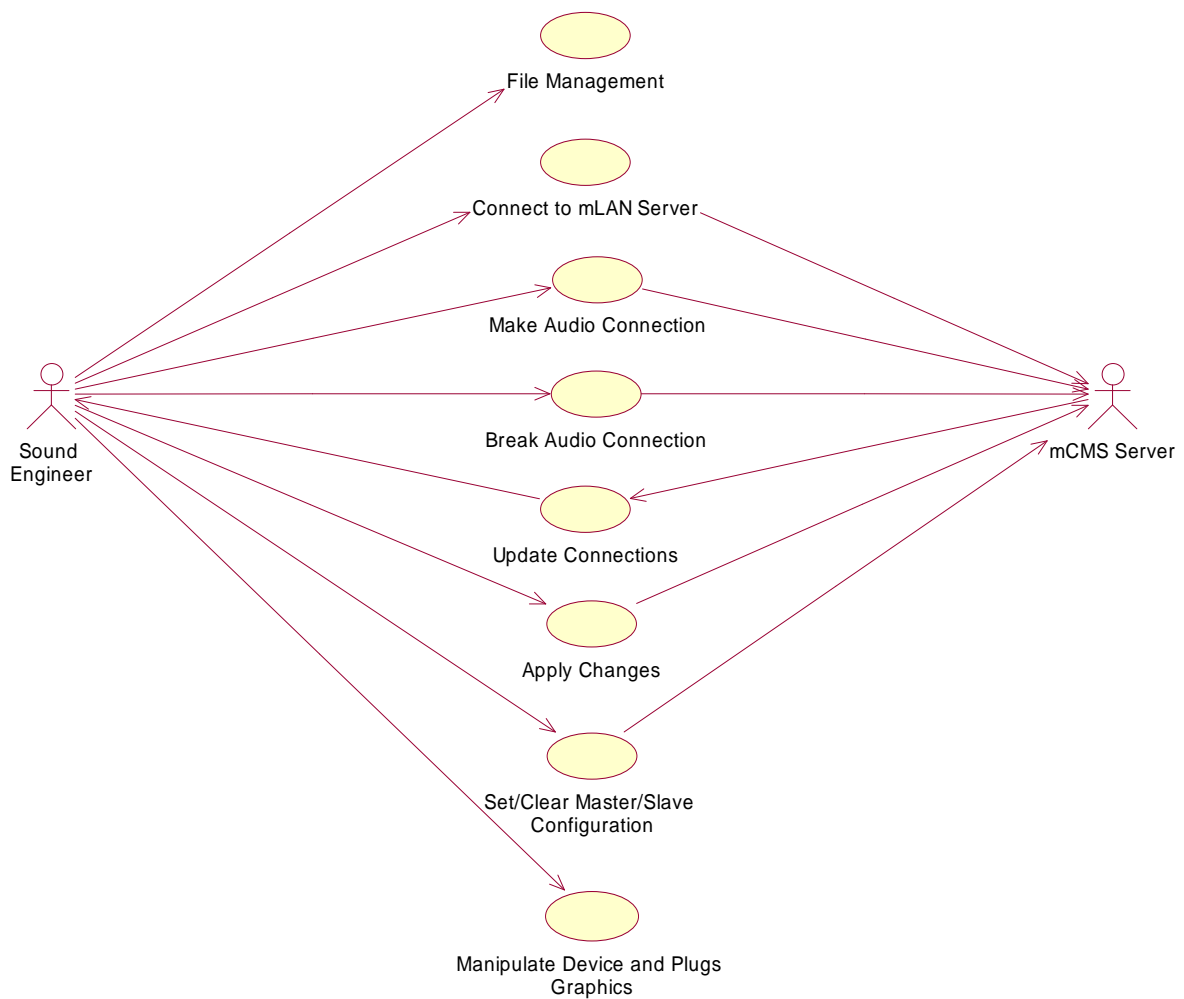 File Management
Connect to mLAN Server
Make Audio Connection
Break Audio Connection
Sound
Engineer
mCMS Server
Update Connections
Apply Changes
Set/Clear Master/Slave
Configuration
Manipulate Device and Plugs
Graphics